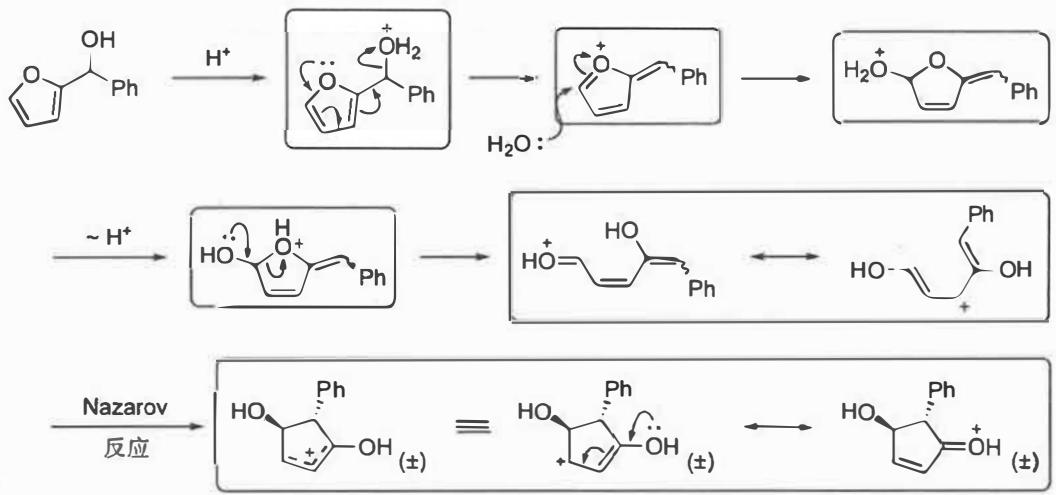 OH
O
Ph
H⁺
+
OH₂
O
Ph
+
O
Ph
H₂O:
+
H₂O
O
Ph
~ H⁺
HO
H
O
+
Ph
+
HO
HO
Ph
Ph
HO
OH
+
Nazarov
反应
Ph
HO
OH
+
(±)
Ph
HO
OH
+
(±)
Ph
HO
+
OH
(±)